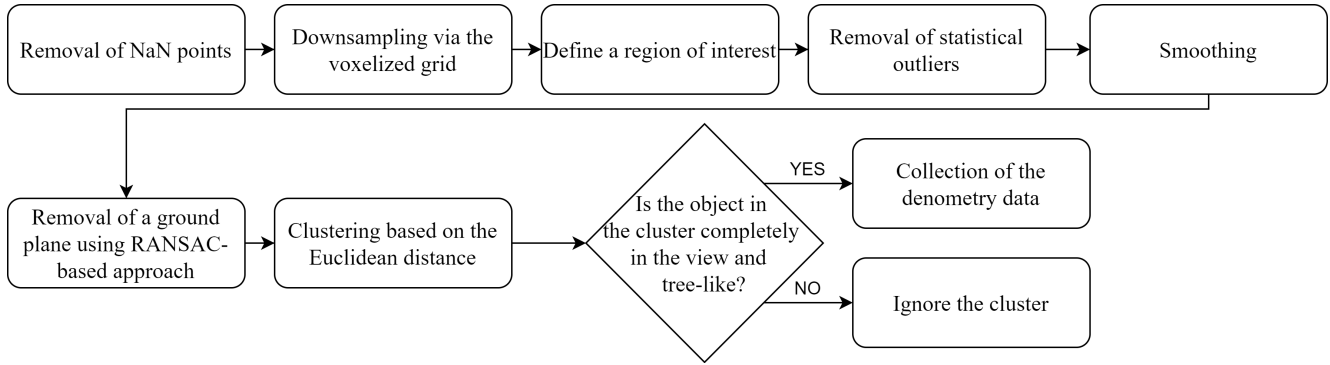 Removal of NaN points
Downsampling via the
voxelized grid
Define a region of interest
Removal of statistical
outliers
Smoothing
Removal of a ground
plane using RANSAC-
based approach
Clustering based on the
Euclidean distance
Is the object in
the cluster completely
in the view and
tree-like?
YES
Collection of the
denometry data
NO
Ignore the cluster